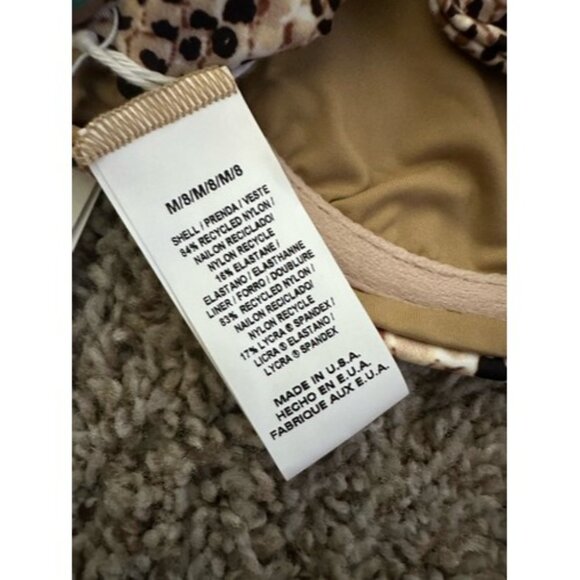 M/8/M/8/M/8
SHELL / PRENDA / VESTE
84% RECYCLED NYLON /
NAILON RECICLADO/
NYLON RECYCLE
16% ELASTANE /
ELASTANO / ELASTHANNE
LINER / FORRO / DOUBLURE
83% RECYCLED NYLON /
NAILON RECICLADO/
NYLON RECYCLE
17% LYCRA ® SPANDEX/
LICRA ® ELASTANO /
LYCRA ® SPANDEX
MADE IN U.S.A.
HECHO EN E.U.A.
FABRIQUE AUX E.U.A.